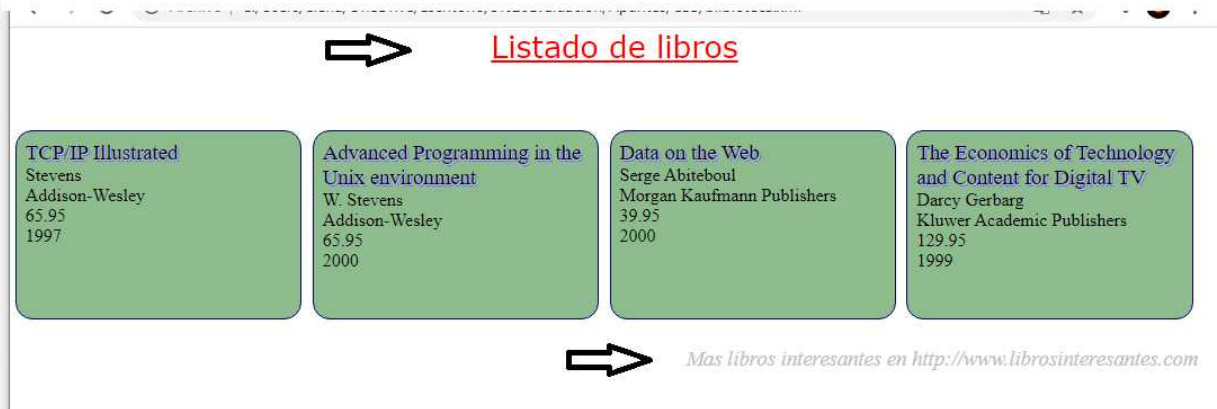 Listado de libros
TCP/IP Illustrated
Stevens
Addison-Wesley
65.95
1997
Advanced Programming in the
Unix environment
W. Stevens
Addison-Wesley
65.95
2000
Data on the Web
Serge Abiteboul
Morgan Kaufmann Publishers
39.95
2000
The Economics of Technology
and Content for Digital TV
Darcy Gerbarg
Kluwer Academic Publishers
129.95
1999
Mas libros interesantes en http://www.librosinteresantes.com